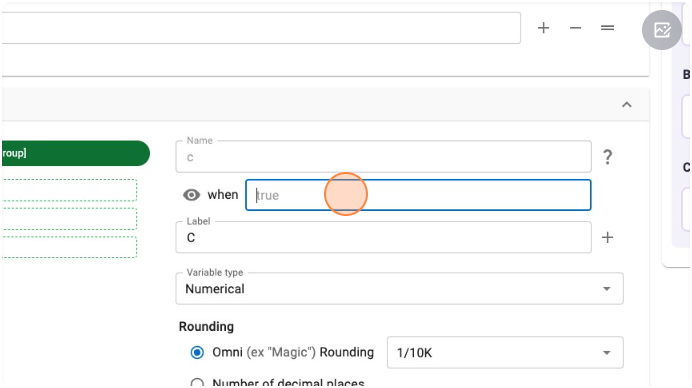 roup]
Name
c
?
when
true
Label
C
Variable type
Numerical
Rounding
Omni (ex "Magic") Rounding
1/10K
Number of decimal places
B
C